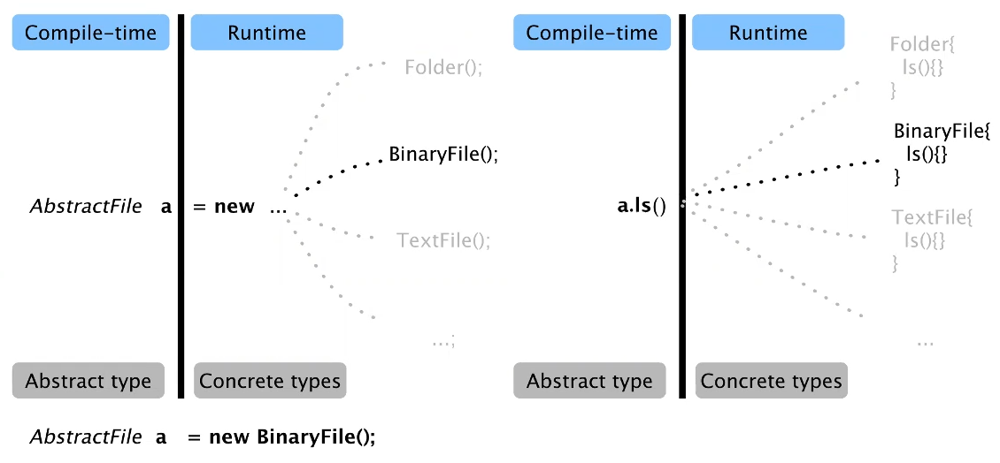 Compile-time Runtime
Folder();
BinaryFile();
AbstractFile a = new ...
TextFile();
...;
Abstract type Concrete types
AbstractFile a = new BinaryFile();
Compile-time Runtime
Folder{
ls(){}
}
BinaryFile{
ls(){}
}
a.ls()
TextFile{
ls(){}
}
...
Abstract type Concrete types